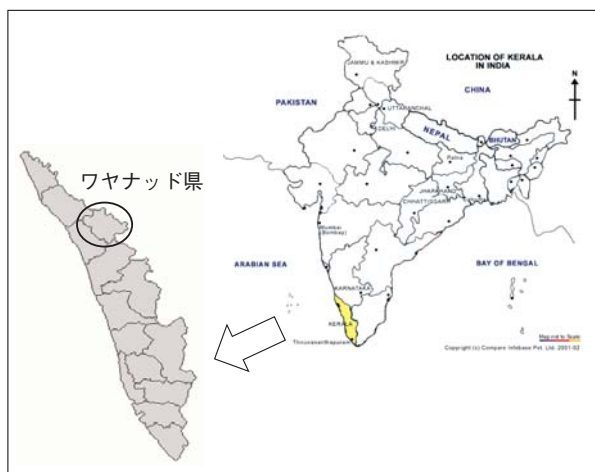 ワヤナッド県
LOCATION OF KERALA
IN INDIA
N
JAMMU & KASHMIR
CHINA
PAKISTAN
UTTARANCHAL
DELHI
NEPAL
BHUTAN
Patna
JHARKHAND
CHHATTISGARH
Mumbai
(Bombay)
ARABIAN SEA
BAY OF BENGAL
KARNATAKA
KERALA
Thiruvananthapuram
Map not to Scale
Copyright (c) Compare Infobase Pvt. Ltd. 2001-02